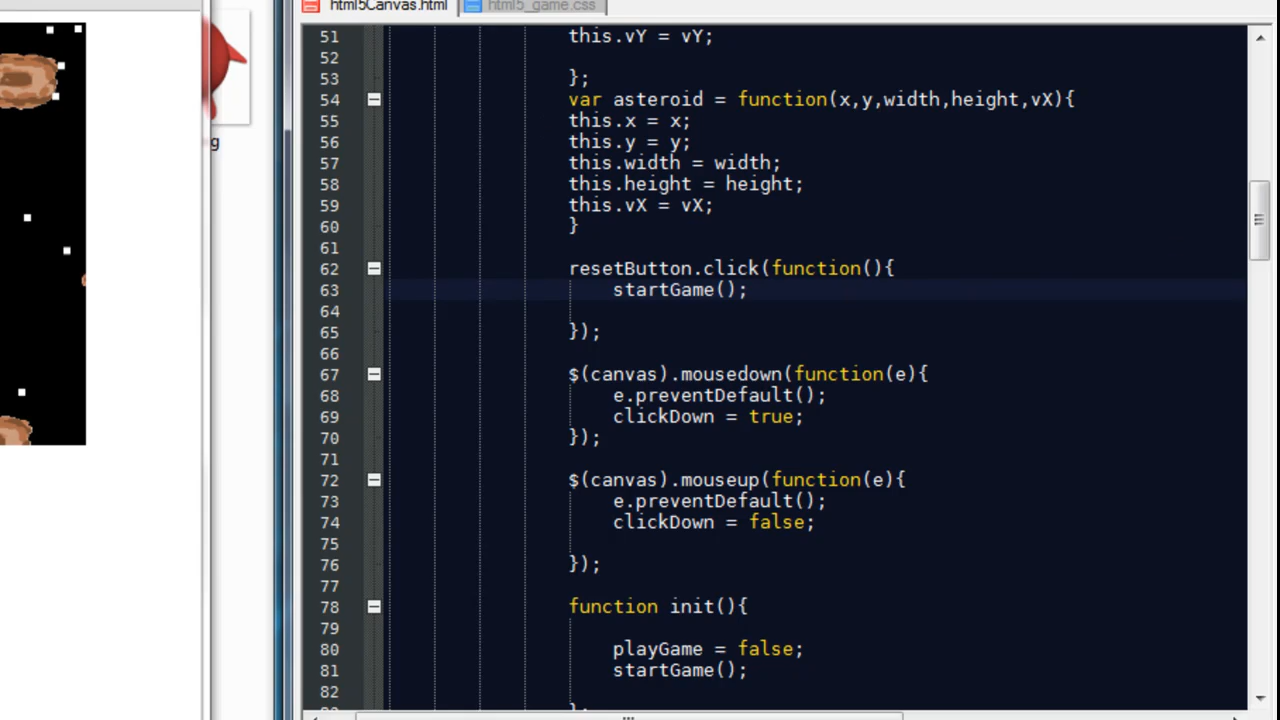 html5Canvas.html html5_game.css
51 this.vY = vY;
52
53 };
54 var asteroid = function(x,y,width,height,vX){
55 this.x = x;
56 this.y = y;
57 this.width = width;
58 this.height = height;
59 this.vX = vX;
60 }
61
62 resetButton.click(function(){
63 startGame();
64
65 });
66
67 $(canvas).mousedown(function(e){
68 e.preventDefault();
69 clickDown = true;
70 });
71
72 $(canvas).mouseup(function(e){
73 e.preventDefault();
74 clickDown = false;
75
76 });
77
78 function init(){
79
80 playGame = false;
81 startGame();
82
g